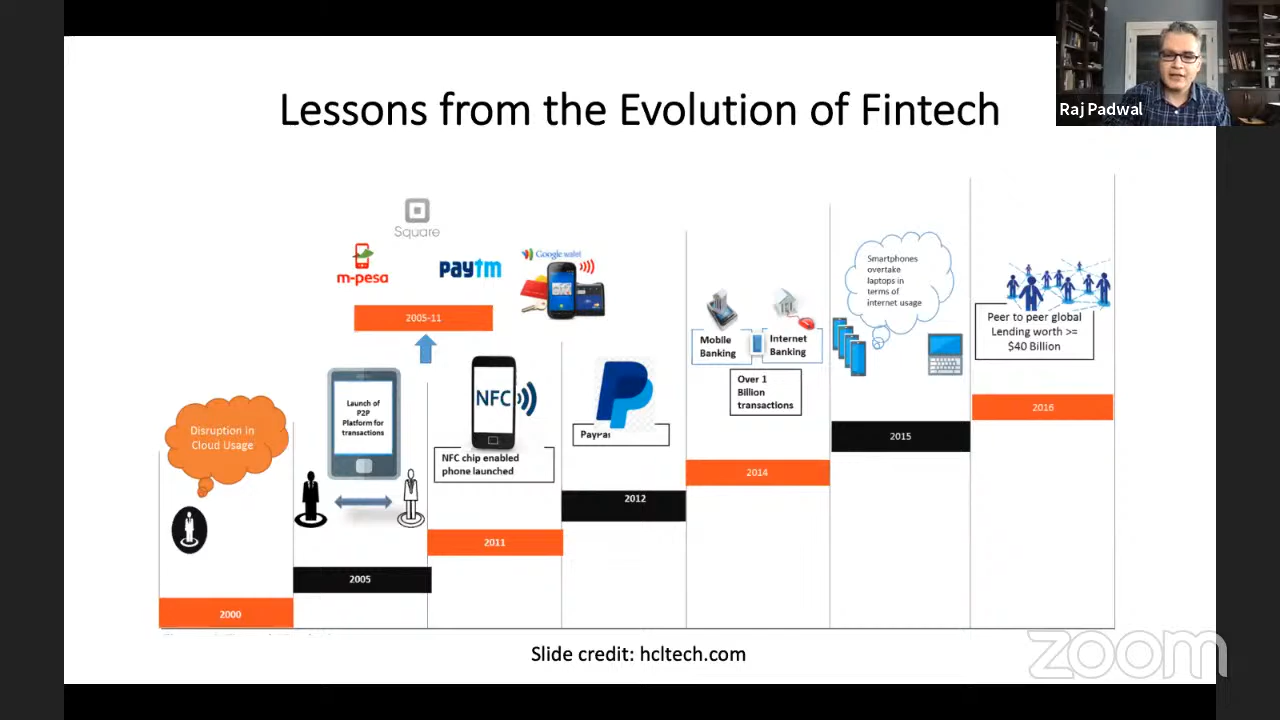 Lessons from the Evolution of Fintech
Raj Padwal
Square
m-pesa
paytm
Google wallet
2005-11
Disruption in
Cloud Usage
2000
Launch of
P2P
Platform for
transactions
2005
NFC
NFC chip enabled
phone launched
2011
PayPal
2012
Mobile
Banking
Internet
Banking
Over 1
Billion
transactions
2014
Smartphones
overtake
laptops in
terms of
internet usage
2015
Peer to peer global
Lending worth >=
$40 Billion
2016
Slide credit: hcltech.com
zoom